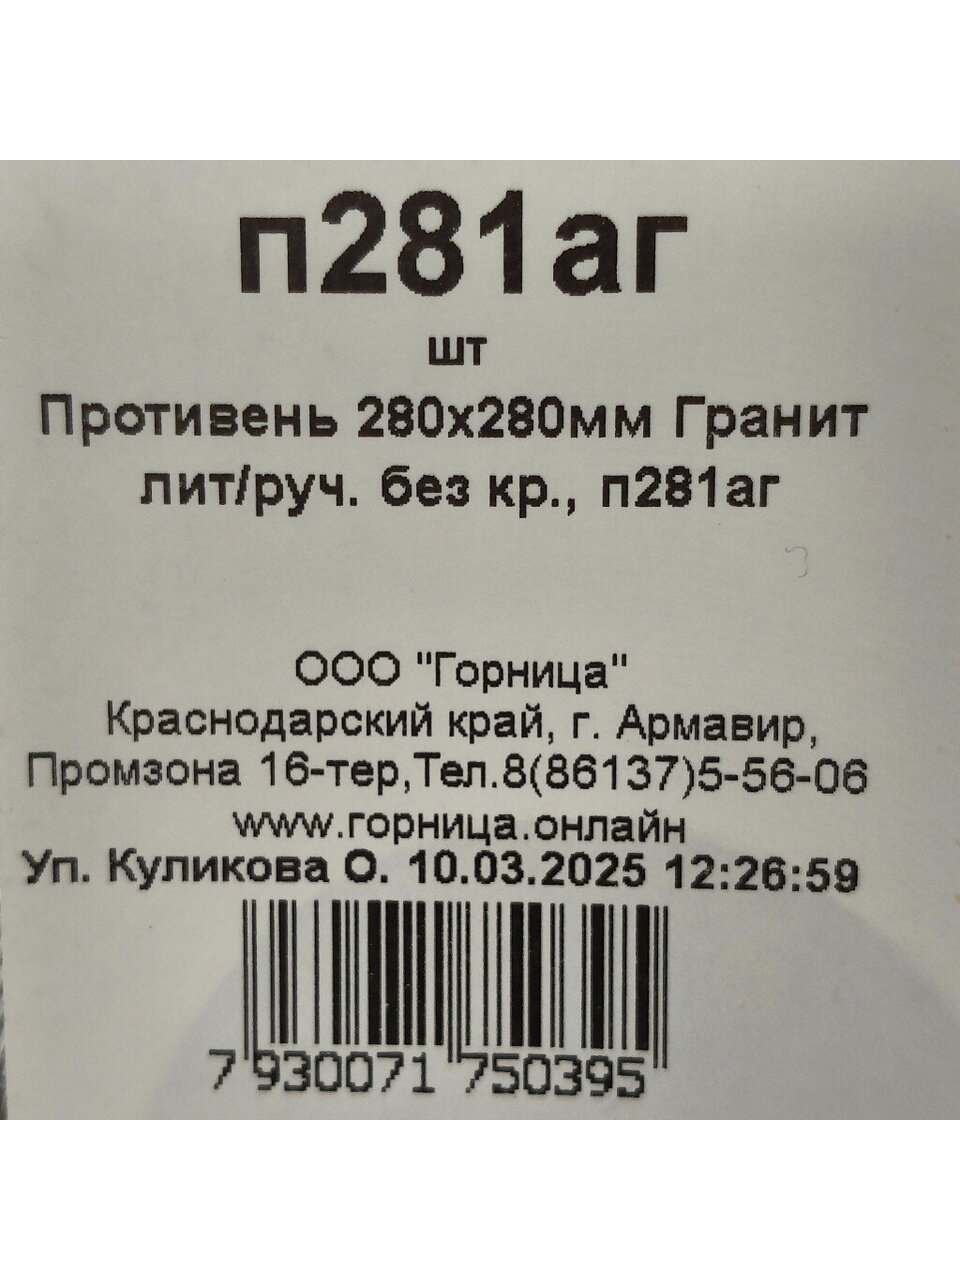 п281аг
шт
Противень 280х280мм Гранит
лит/руч. без кр., п281аг
ООО "Горница"
Краснодарский край, г. Армавир,
Промзона 16-тер,Тел.8(86137)5-56-06
www.горница.онлайн
Уп. Куликова О. 10.03.2025 12:26:59
7 930071 750395